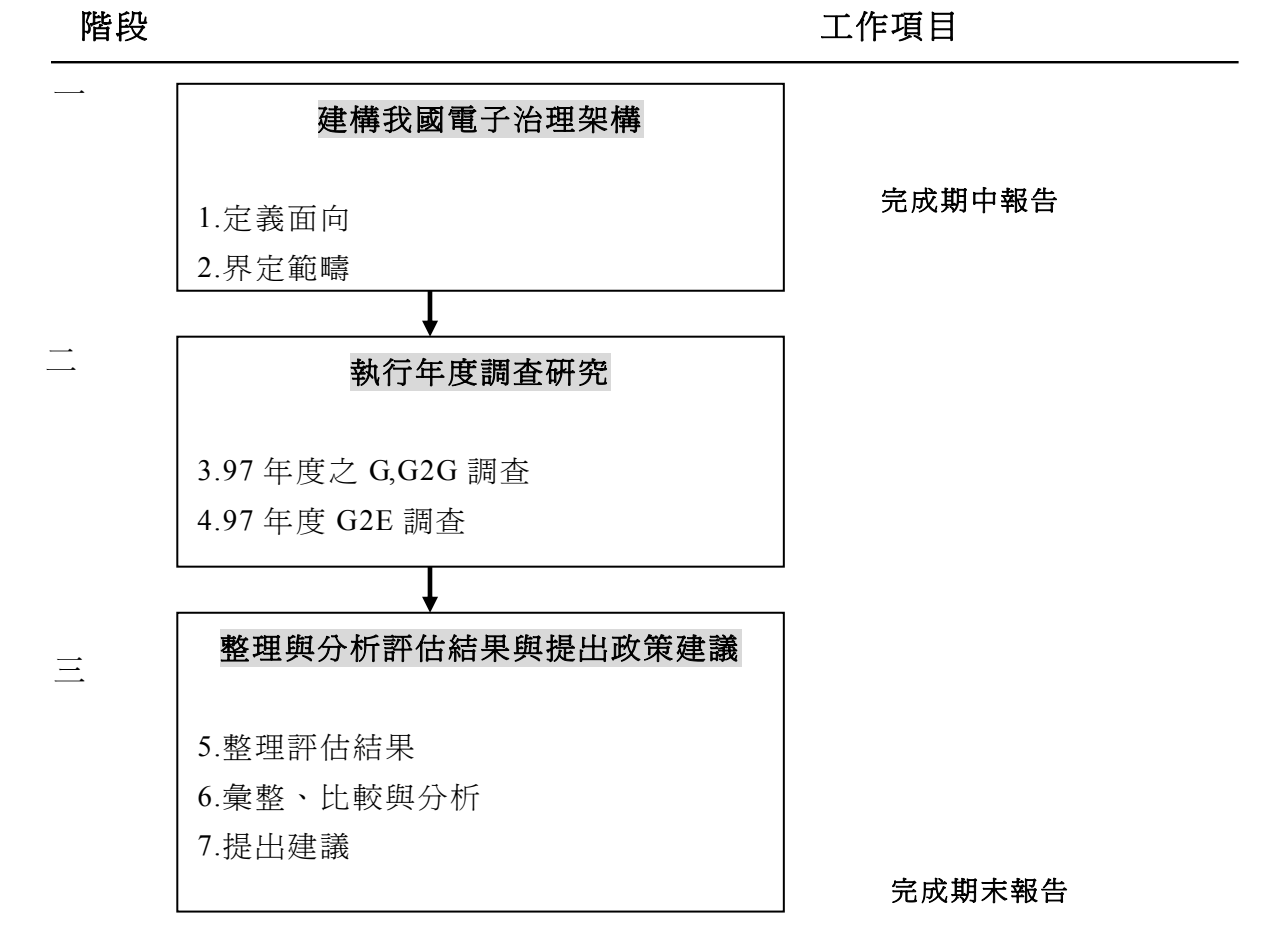 階段 工作項目
一
建構我國電子治理架構
1.定義面向
2.界定範疇
完成期中報告
二
執行年度調查研究
3.97 年度之 G,G2G 調查
4.97 年度 G2E 調查
三
整理與分析評估結果與提出政策建議
5.整理評估結果
6.彙整、比較與分析
7.提出建議
完成期末報告